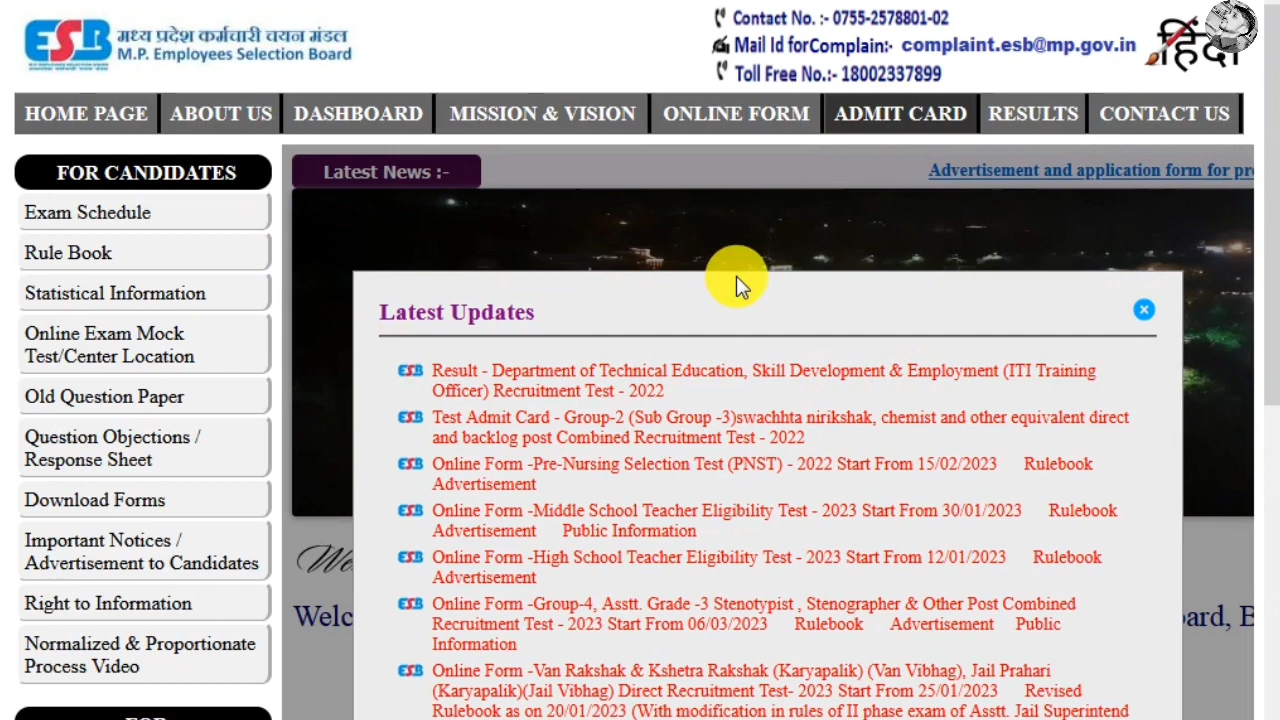 ESB मध्य प्रदेश कर्मचारी चयन मंडल
M.P. Employees Selection Board
Contact No. :- 0755-2578801-02
Mail Id forComplain:- complaint.esb@mp.gov.in
Toll Free No.:- 18002337899
हिंदी
HOME PAGE ABOUT US DASHBOARD MISSION & VISION ONLINE FORM ADMIT CARD RESULTS CONTACT US
FOR CANDIDATES
Exam Schedule
Rule Book
Statistical Information
Online Exam Mock
Test/Center Location
Old Question Paper
Question Objections /
Response Sheet
Download Forms
Important Notices /
Advertisement to Candidates
Right to Information
Normalized & Proportionate
Process Video
Latest News :-
Advertisement and application form for
Latest Updates
ESB Result - Department of Technical Education, Skill Development & Employment (ITI Training
Officer) Recruitment Test - 2022
ESB Test Admit Card - Group-2 (Sub Group -3)swachhta nirikshak, chemist and other equivalent direct
and backlog post Combined Recruitment Test - 2022
ESB Online Form -Pre-Nursing Selection Test (PNST) - 2022 Start From 15/02/2023 Rulebook
Advertisement
ESB Online Form -Middle School Teacher Eligibility Test - 2023 Start From 30/01/2023 Rulebook
Advertisement Public Information
ESB Online Form -High School Teacher Eligibility Test - 2023 Start From 12/01/2023 Rulebook
Advertisement
ESB Online Form -Group-4, Asstt. Grade -3 Stenotypist , Stenographer & Other Post Combined
Recruitment Test - 2023 Start From 06/03/2023 Rulebook Advertisement Public
Information
ESB Online Form -Van Rakshak & Kshetra Rakshak (Karyapalik) (Van Vibhag), Jail Prahari
(Karyapalik)(Jail Vibhag) Direct Recruitment Test- 2023 Start From 25/01/2023 Revised
Rulebook as on 20/01/2023 (With modification in rules of II phase exam of Asstt. Jail Superintend